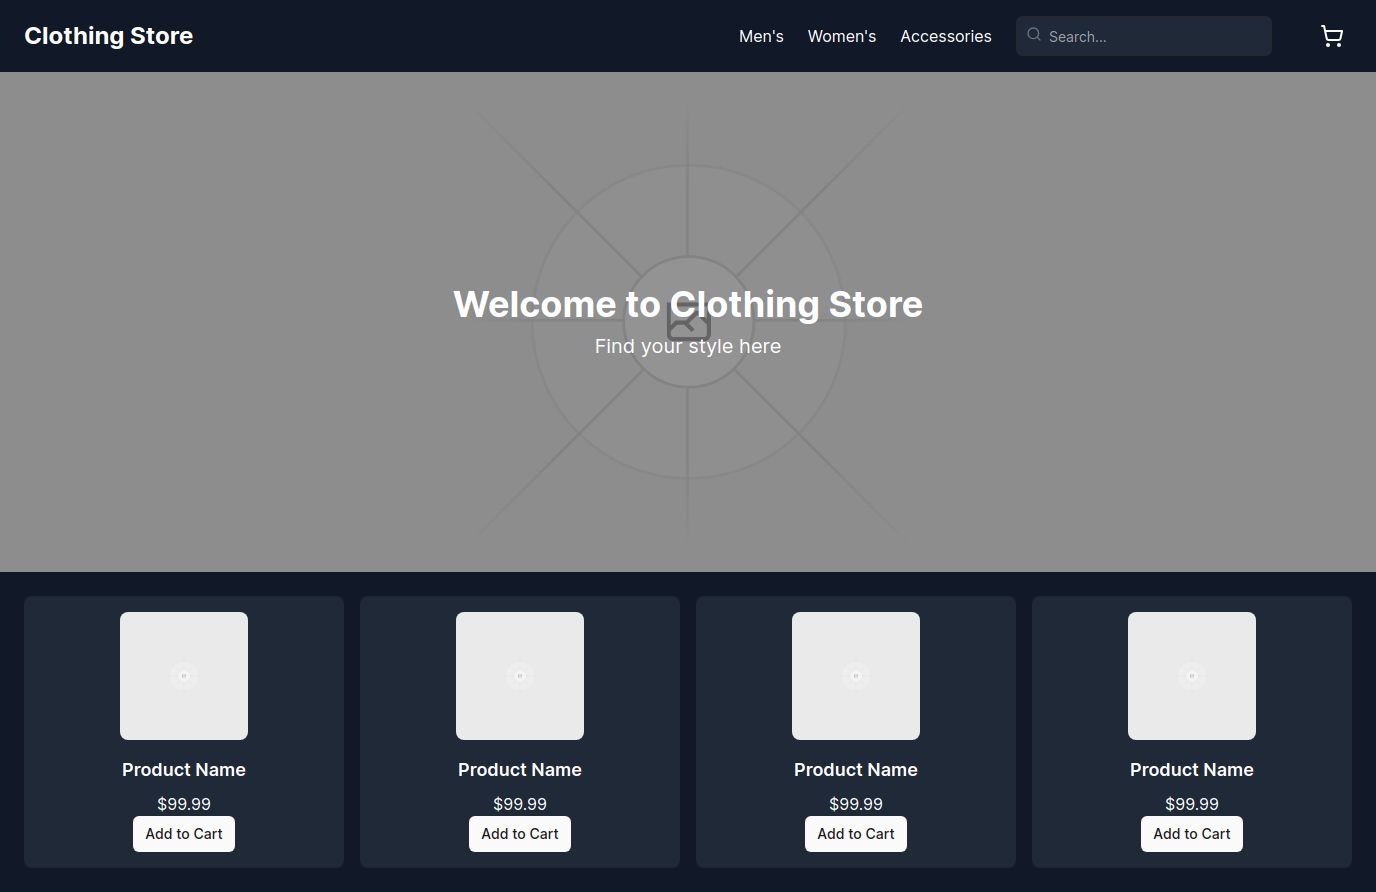 Clothing Store
Men's Women's Accessories Search...
Welcome to Clothing Store
Find your style here
Product Name Product Name Product Name Product Name
$99.99 $99.99 $99.99 $99.99
Add to Cart Add to Cart Add to Cart Add to Cart